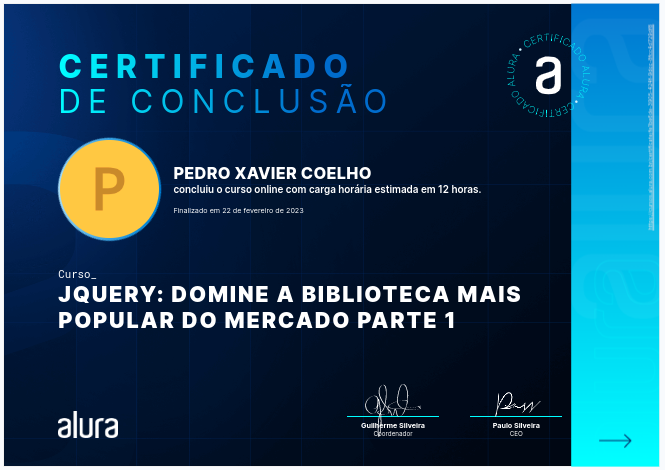 CERTIFICADO
DE CONCLUSÃO
CERTIFICADO ALURA • CERTIFICADO ALURA •
a
P
PEDRO XAVIER COELHO
concluiu o curso online com carga horária estimada em 12 horas.
Finalizado em 22 de fevereiro de 2023
Curso_
JQUERY: DOMINE A BIBLIOTECA MAIS
POPULAR DO MERCADO PARTE 1
alura
Guilherme Silveira
Coordenador
Paulo Silveira
CEO